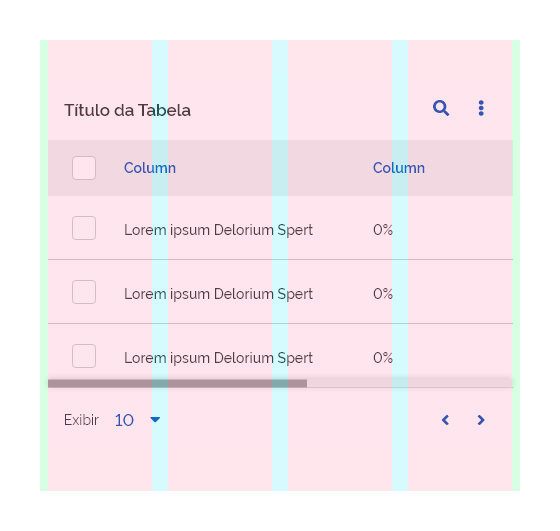 Título da Tabela
Column Column
Lorem ipsum Delorium Spert 0%
Lorem ipsum Delorium Spert 0%
Lorem ipsum Delorium Spert 0%
Exibir 10